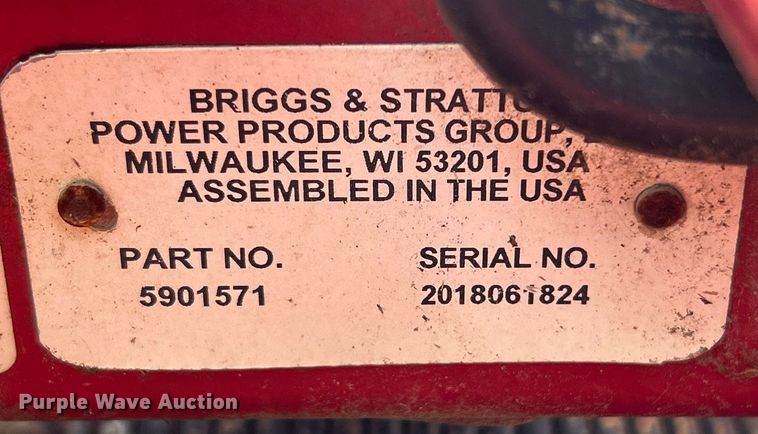 BRIGGS & STRATTO
POWER PRODUCTS GROUP,
MILWAUKEE, WI 53201, USA
ASSEMBLED IN THE USA
PART NO. SERIAL NO.
5901571 2018061824
Purple Wave Auction